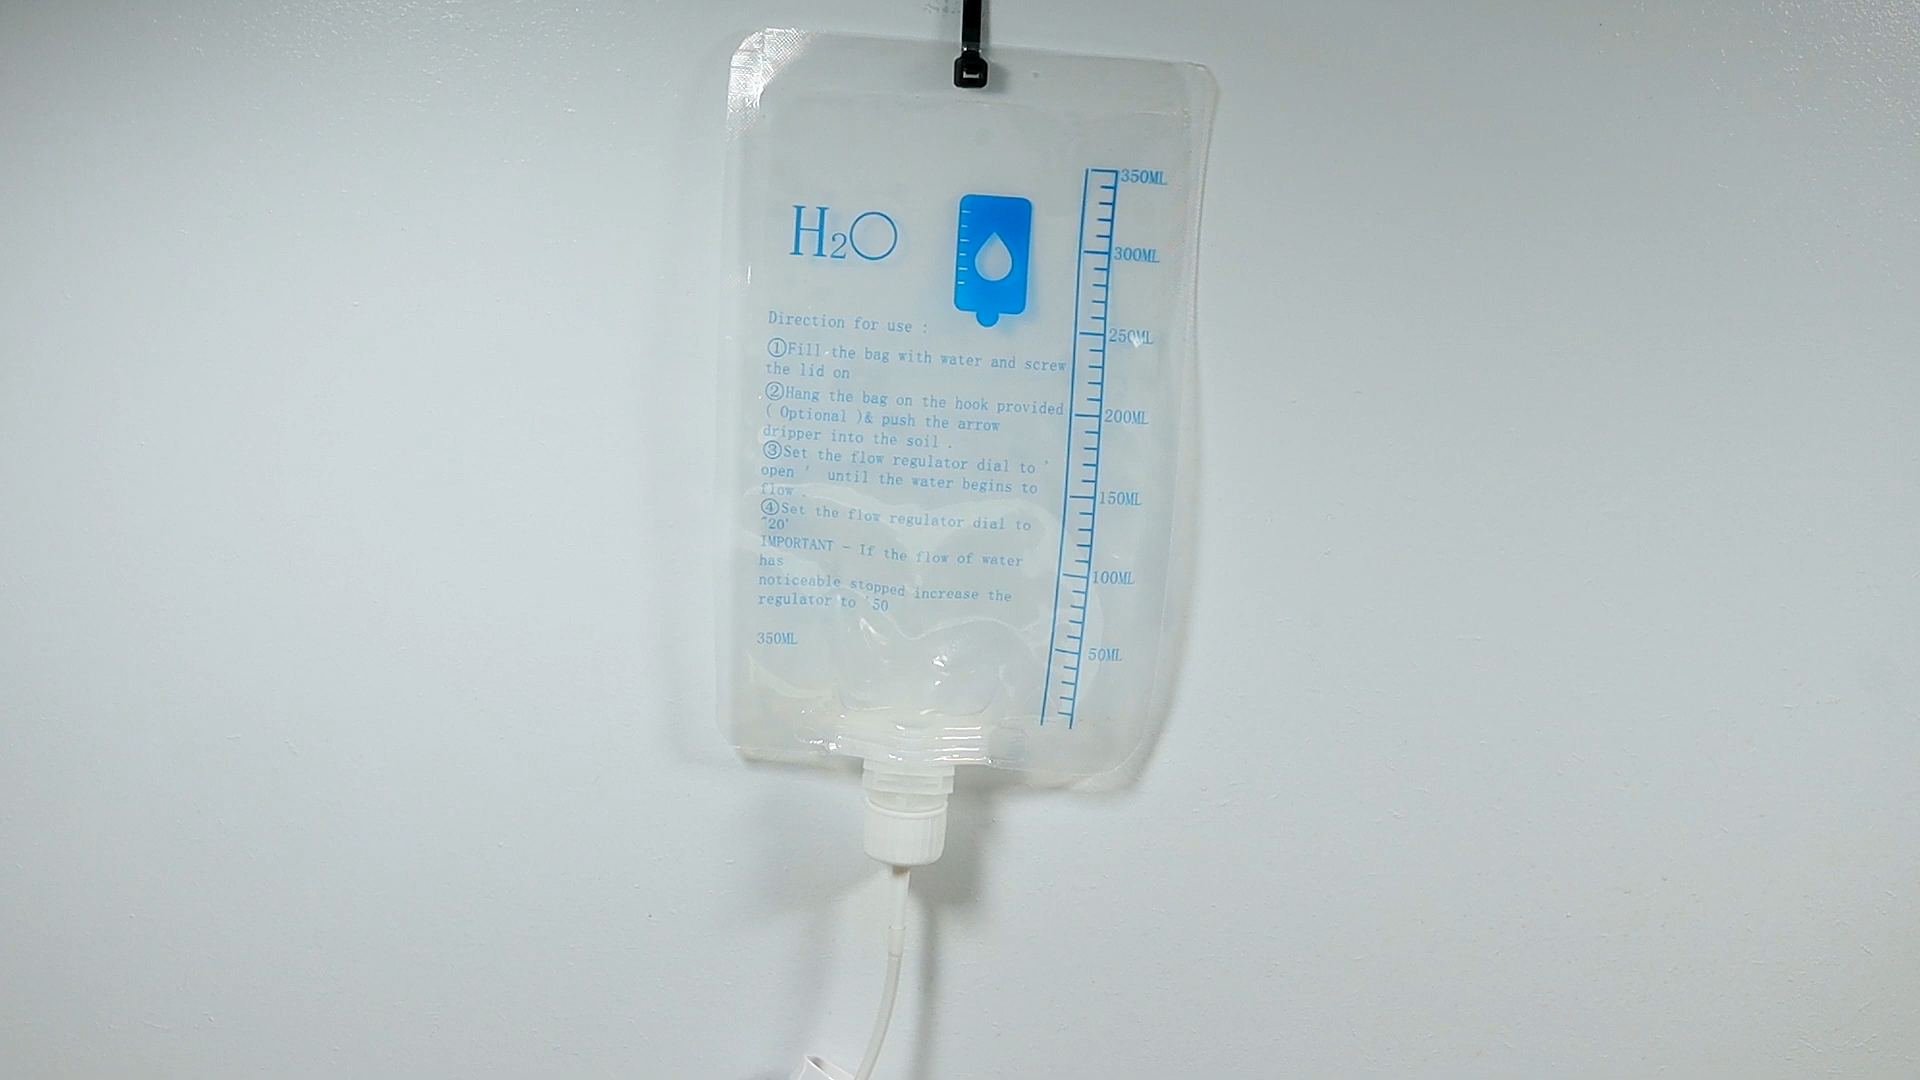 H₂O
350ML
300ML
250ML
200ML
150ML
100ML
50ML
Direction for use :
①Fill the bag with water and screw
the lid on
②Hang the bag on the hook provided
( Optional )& push the arrow
dripper into the soil .
③Set the flow regulator dial to '
open ' until the water begins to
flow .
④Set the flow regulator dial to
"20'
IMPORTANT - If the flow of water
has
noticeable stopped increase the
regulator to '50
350ML